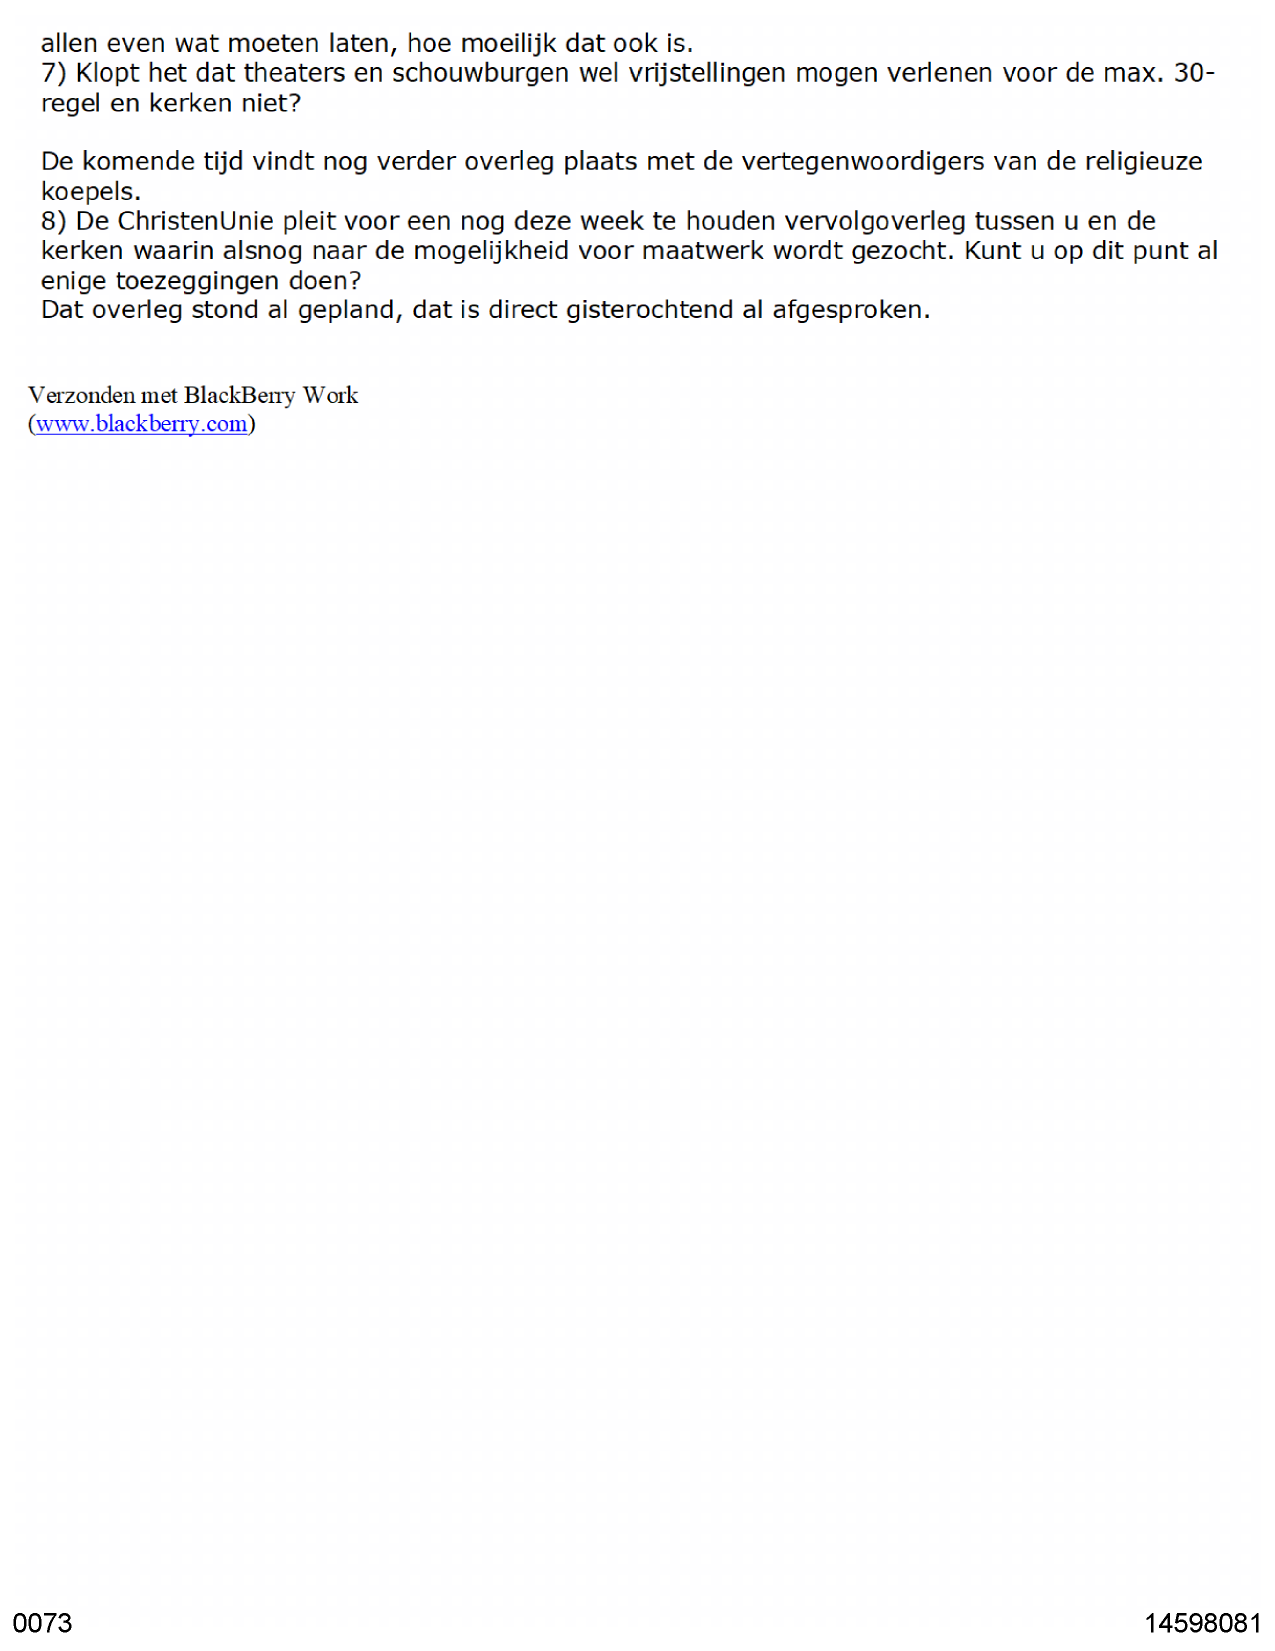 allen even wat moeten laten, hoe moeilijk dat ook is.
7) Klopt het dat theaters en schouwburgen wel vrijstellingen mogen verlenen voor de max. 30-
regel en kerken niet?
De komende tijd vindt nog verder overleg plaats met de vertegenwoordigers van de religieuze
koepels.
8) De ChristenUnie pleit voor een nog deze week te houden vervolgoverleg tussen u en de
kerken waarin alsnog naar de mogelijkheid voor maatwerk wordt gezocht. Kunt u op dit punt al
enige toezeggingen doen?
Dat overleg stond al gepland, dat is direct gisterochtend al afgesproken.
Verzonden met BlackBerry Work
(www.blackberry.com)
0073
14598081